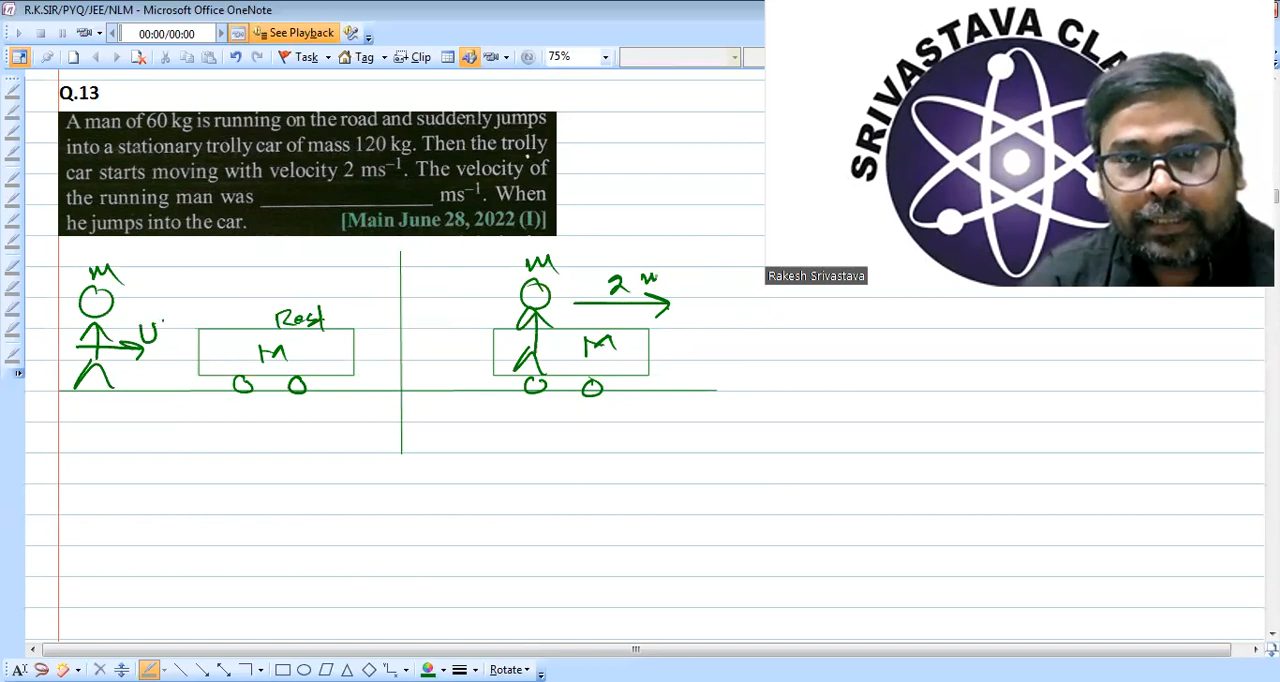 R.K.SIR/PYQ/JEE/NLM - Microsoft Office OneNote
00:00/00:00 See Playback
Task Tag Clip 75%
SRIVASTAVA CLA
Q.13
A man of 60 kg is running on the road and suddenly jumps
into a stationary trolly car of mass 120 kg. Then the trolly
car starts moving with velocity 2 ms⁻¹. The velocity of
the running man was ________________ ms⁻¹. When
he jumps into the car. [Main June 28, 2022 (I)]
Rakesh Srivastava
m
U
Rest
M
m
2
M
Rotate